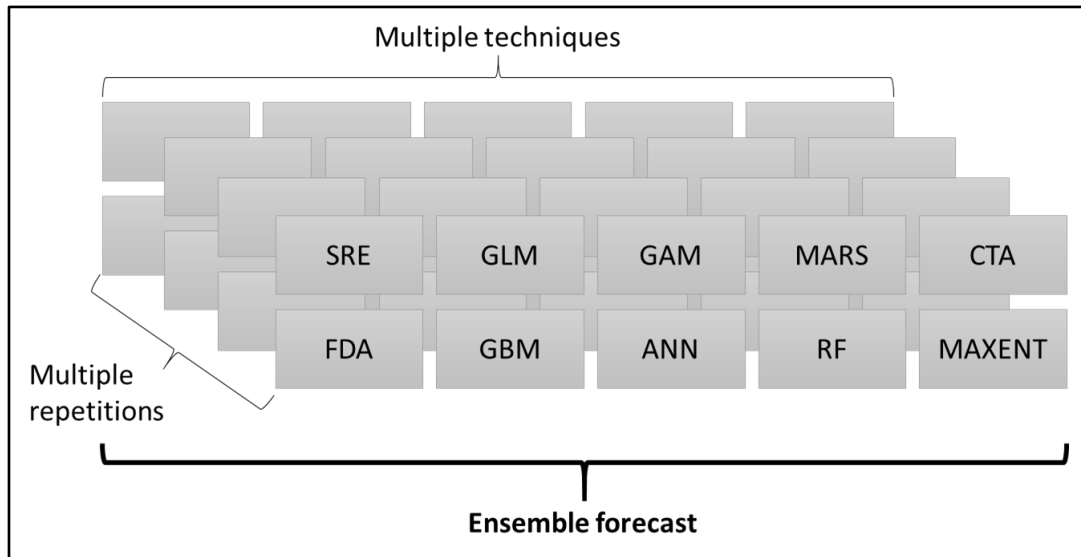 Multiple techniques
SRE GLM GAM MARS CTA
FDA GBM ANN RF MAXENT
Multiple
repetitions
Ensemble forecast